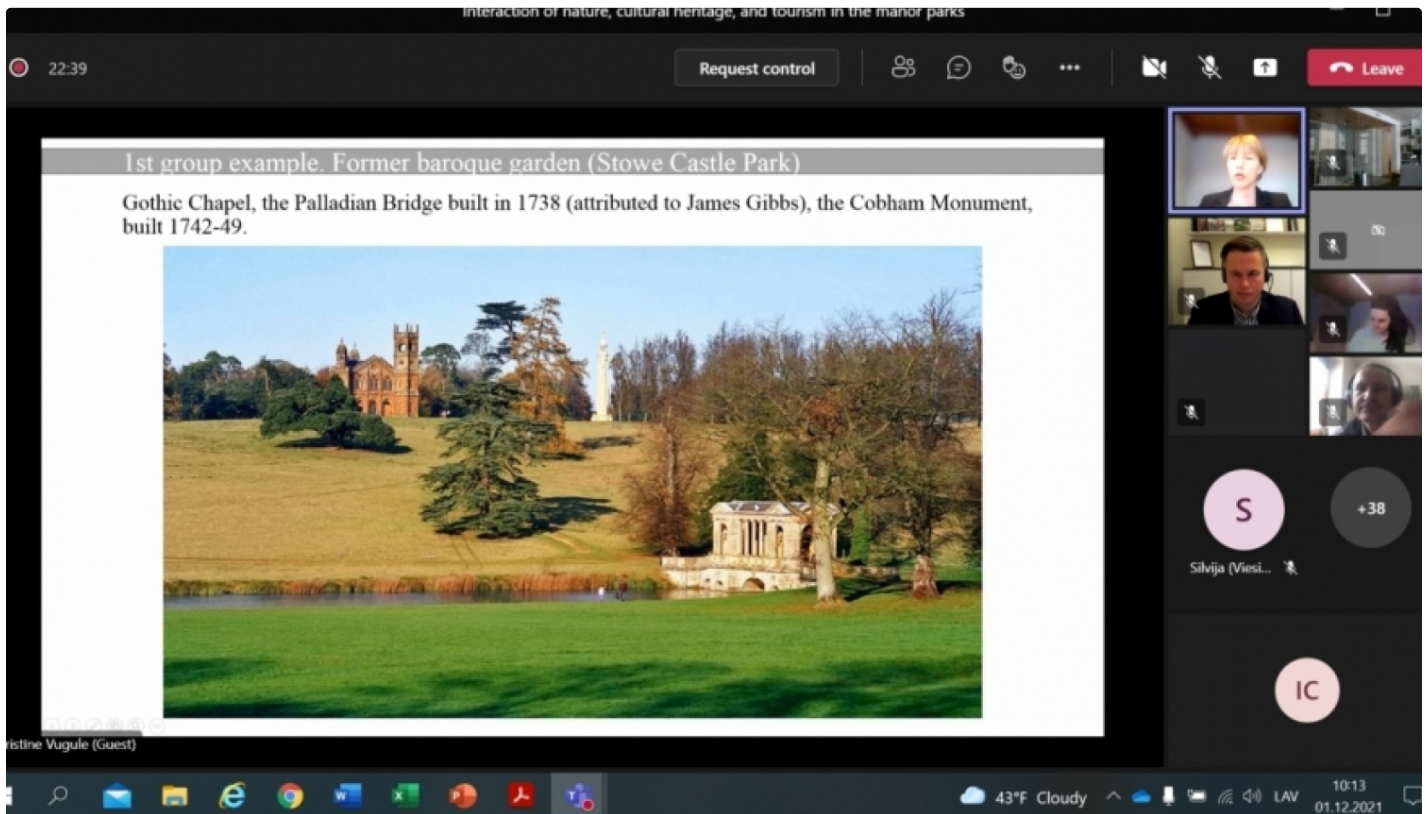 Interaction of nature, cultural heritage, and tourism in the manor parks
22:39
Request control
Leave
1st group example. Former baroque garden (Stowe Castle Park)
Gothic Chapel, the Palladian Bridge built in 1738 (attributed to James Gibbs), the Cobham Monument,
built 1742-49.
S
+38
Silvija (Viesi...
IC
ristine Vugule (Guest)
43°F Cloudy
LAV
10:13
01.12.2021